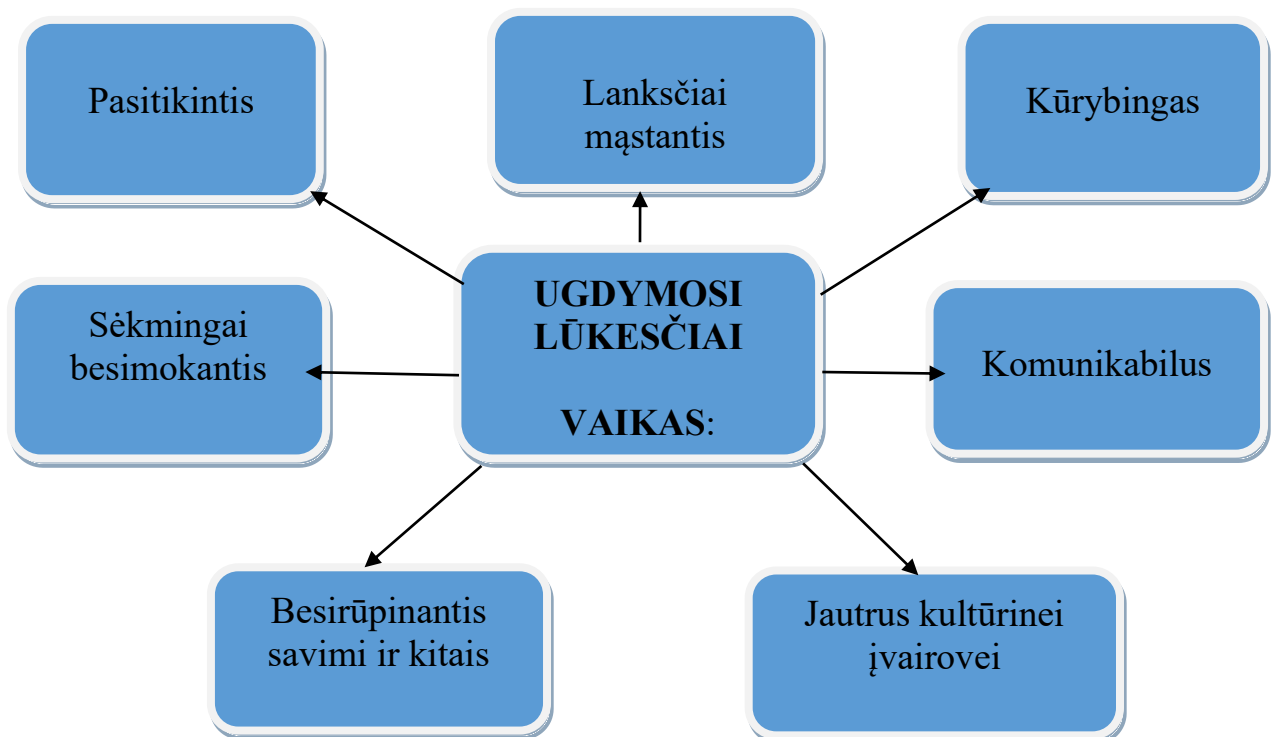 Pasitikintis
Lanksčiai
mąstantis
Kūrybingas
Sėkmingai
besimokantis
UGDYMOSI
LŪKESČIAI
VAIKAS:
Komunikabilus
Besirūpinantis
savimi ir kitais
Jautrus kultūrinei
įvairovei